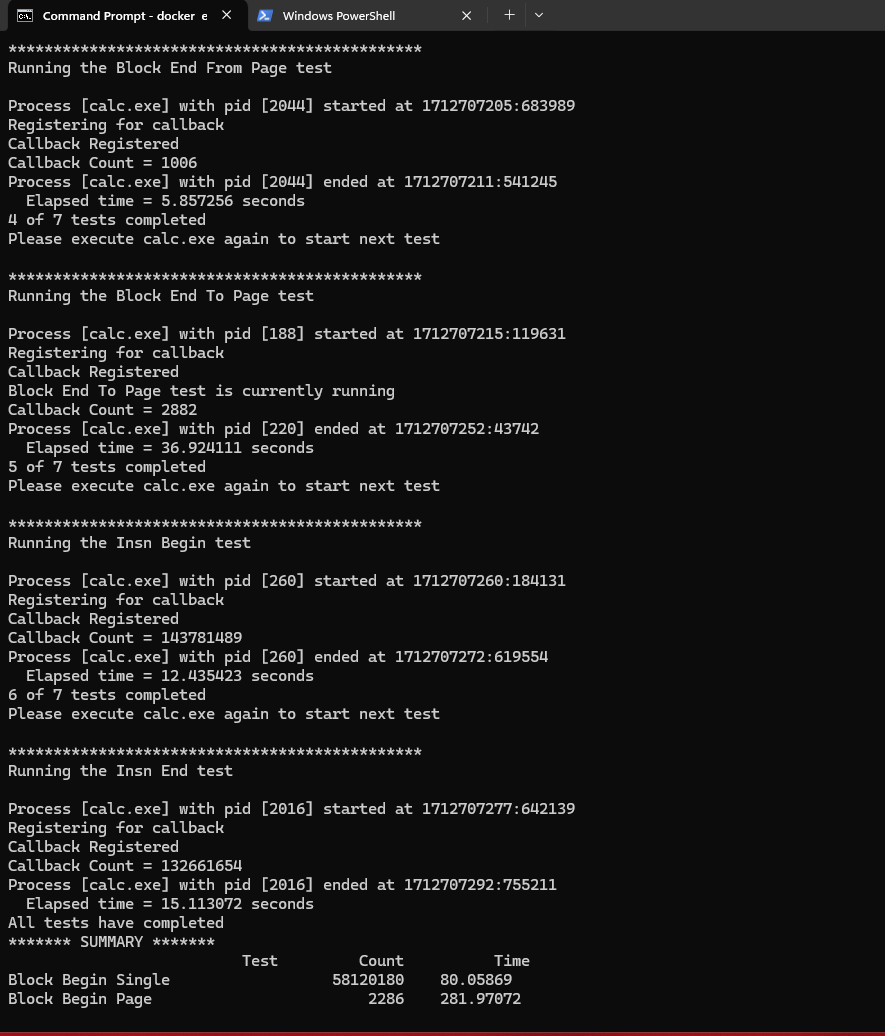 Command Prompt - docker e
Windows PowerShell
**********************************************
Running the Block End From Page test
Process [calc.exe] with pid [2044] started at 1712707205:683989
Registering for callback
Callback Registered
Callback Count = 1006
Process [calc.exe] with pid [2044] ended at 1712707211:541245
Elapsed time = 5.857256 seconds
4 of 7 tests completed
Please execute calc.exe again to start next test
**********************************************
Running the Block End To Page test
Process [calc.exe] with pid [188] started at 1712707215:119631
Registering for callback
Callback Registered
Block End To Page test is currently running
Callback Count = 2882
Process [calc.exe] with pid [220] ended at 1712707252:43742
Elapsed time = 36.924111 seconds
5 of 7 tests completed
Please execute calc.exe again to start next test
**********************************************
Running the Insn Begin test
Process [calc.exe] with pid [260] started at 1712707260:184131
Registering for callback
Callback Registered
Callback Count = 143781489
Process [calc.exe] with pid [260] ended at 1712707272:619554
Elapsed time = 12.435423 seconds
6 of 7 tests completed
Please execute calc.exe again to start next test
**********************************************
Running the Insn End test
Process [calc.exe] with pid [2016] started at 1712707277:642139
Registering for callback
Callback Registered
Callback Count = 132661654
Process [calc.exe] with pid [2016] ended at 1712707292:755211
Elapsed time = 15.113072 seconds
All tests have completed
******* SUMMARY *******
Test Count Time
Block Begin Single 58120180 80.05869
Block Begin Page 2286 281.97072